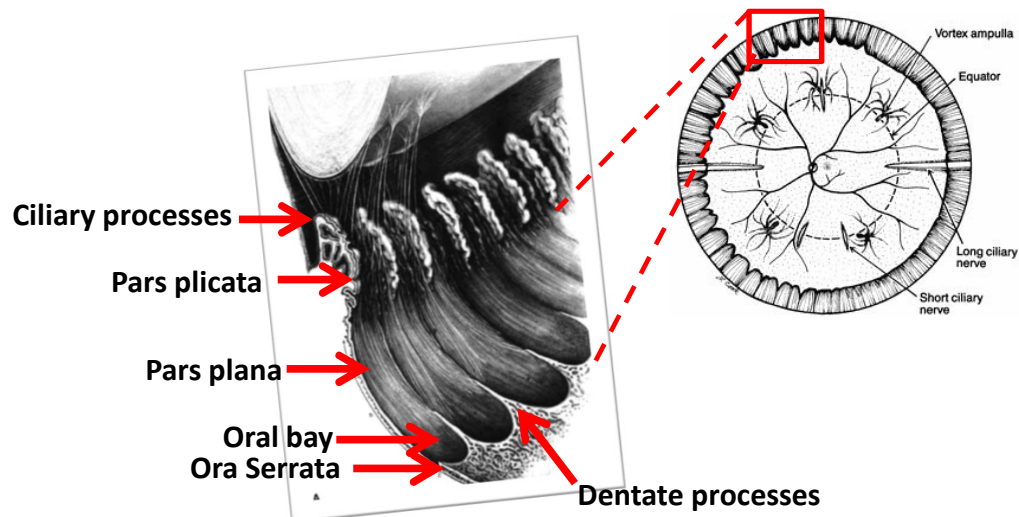 Ciliary processes
Pars plicata
Pars plana
Oral bay
Ora Serrata
Dentate processes
A
Vortex ampulla
Equator
Long ciliary
nerve
Short ciliary
nerve